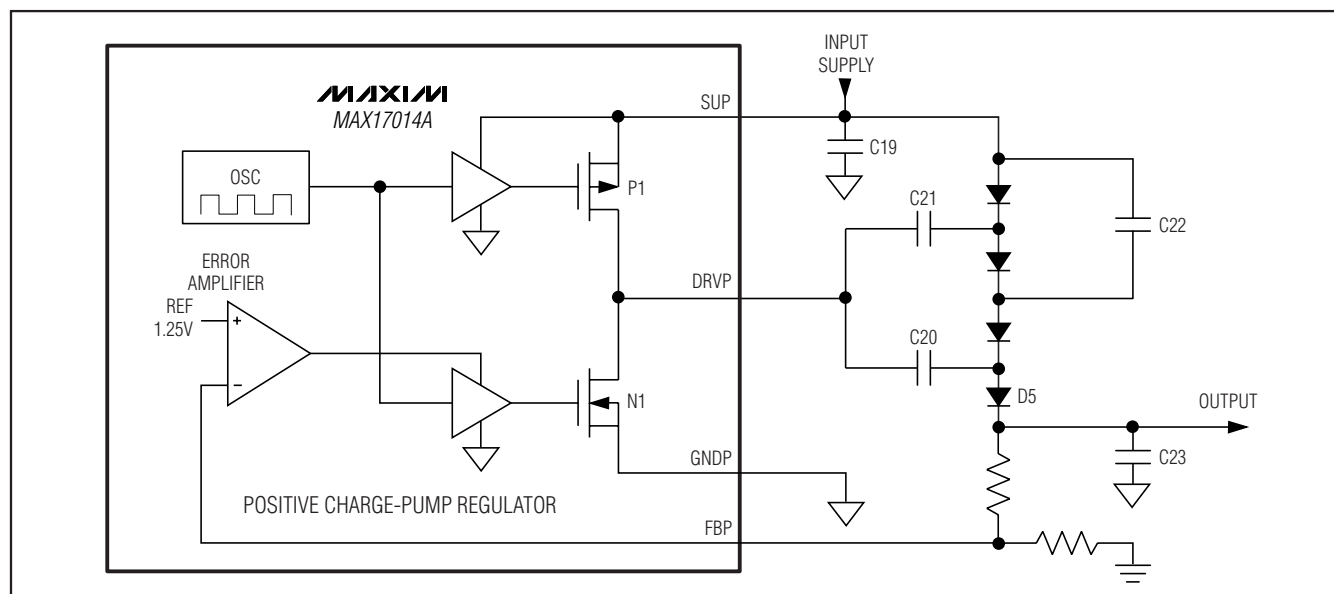 INPUT
SUPPLY
MAXIM
MAX17014A
SUP
C19
OSC
P1
C21
C22
ERROR
AMPLIFIER
REF
1.25V
+
−
DRVP
C20
N1
D5
OUTPUT
GNDP
C23
POSITIVE CHARGE-PUMP REGULATOR
FBP